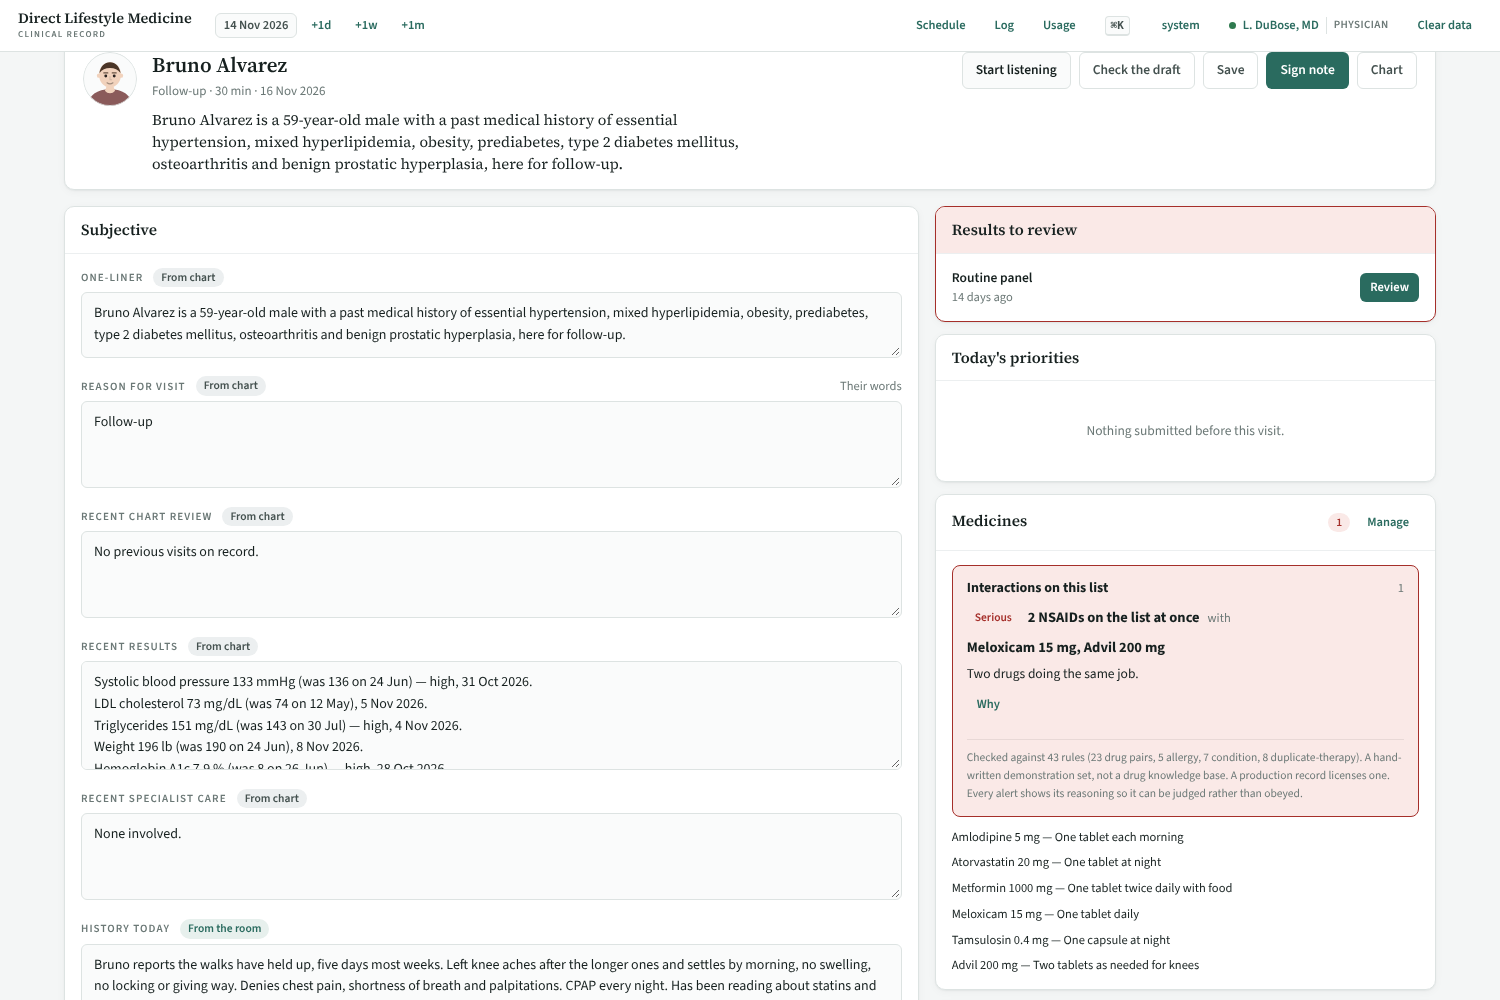 Direct Lifestyle Medicine
CLINICAL RECORD
14 Nov 2026
+1d
+1w
+1m
Schedule
Log
Usage
⌘K
system
L. DuBose, MD
PHYSICIAN
Clear data
Bruno Alvarez
Follow-up · 30 min · 16 Nov 2026
Bruno Alvarez is a 59-year-old male with a past medical history of essential
hypertension, mixed hyperlipidemia, obesity, prediabetes, type 2 diabetes mellitus,
osteoarthritis and benign prostatic hyperplasia, here for follow-up.
Start listening
Check the draft
Save
Sign note
Chart
Subjective
ONE-LINER
From chart
Bruno Alvarez is a 59-year-old male with a past medical history of essential hypertension, mixed hyperlipidemia, obesity, prediabetes,
type 2 diabetes mellitus, osteoarthritis and benign prostatic hyperplasia, here for follow-up.
REASON FOR VISIT
From chart
Their words
Follow-up
RECENT CHART REVIEW
From chart
No previous visits on record.
RECENT RESULTS
From chart
Systolic blood pressure 133 mmHg (was 136 on 24 Jun) — high, 31 Oct 2026.
LDL cholesterol 73 mg/dL (was 74 on 12 May), 5 Nov 2026.
Triglycerides 151 mg/dL (was 143 on 30 Jul) — high, 4 Nov 2026.
Weight 196 lb (was 190 on 24 Jun), 8 Nov 2026.
Hemoglobin A1c 7.9 % (was 8 on 26 Jun) — high, 28 Oct 2026.
RECENT SPECIALIST CARE
From chart
None involved.
HISTORY TODAY
From the room
Bruno reports the walks have held up, five days most weeks. Left knee aches after the longer ones and settles by morning, no swelling,
no locking or giving way. Denies chest pain, shortness of breath and palpitations. CPAP every night. Has been reading about statins and
Results to review
Routine panel
14 days ago
Review
Today's priorities
Nothing submitted before this visit.
Medicines
1
Manage
Interactions on this list
1
Serious
2 NSAIDs on the list at once with
Meloxicam 15 mg, Advil 200 mg
Two drugs doing the same job.
Why
Checked against 43 rules (23 drug pairs, 5 allergy, 7 condition, 8 duplicate-therapy). A hand-
written demonstration set, not a drug knowledge base. A production record licenses one.
Every alert shows its reasoning so it can be judged rather than obeyed.
Amlodipine 5 mg — One tablet each morning
Atorvastatin 20 mg — One tablet at night
Metformin 1000 mg — One tablet twice daily with food
Meloxicam 15 mg — One tablet daily
Tamsulosin 0.4 mg — One capsule at night
Advil 200 mg — Two tablets as needed for knees